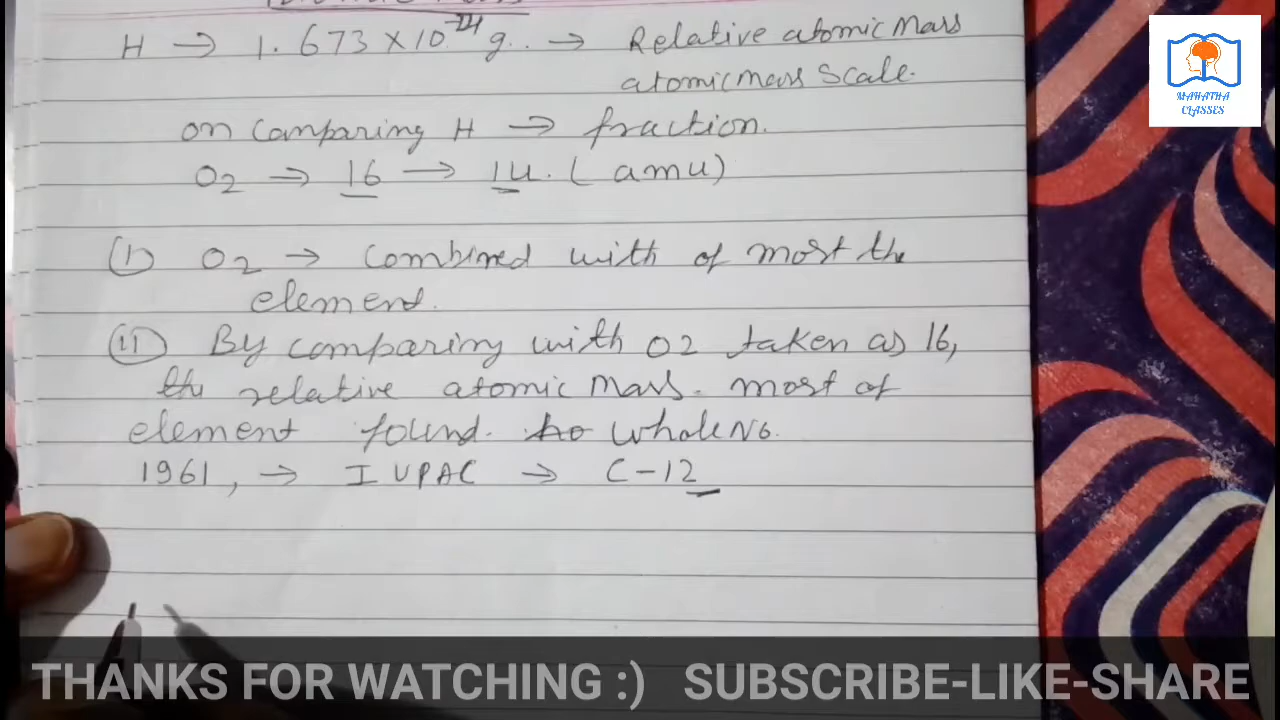 H → 1.673 × 10⁻²⁴ g. → Relative atomic Mass
atomic mass Scale.
on comparing H → fraction.
O2 → 16 → 1u. (amu)
(i) O2 → Combined with of most the
element.
(ii) By comparing with O2 taken as 16,
the relative atomic Mass. most of
element found. whole No.
1961, → IUPAC → C-12
MAHATHA
CLASSES
THANKS FOR WATCHING :) SUBSCRIBE-LIKE-SHARE